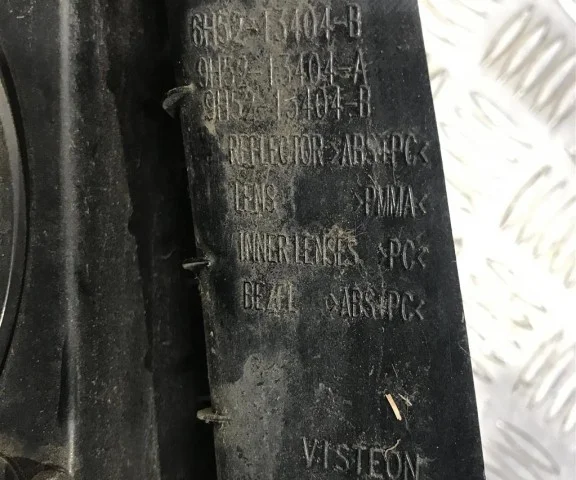 6H52-13404-B
9H52-13404-A
9H52-13404-B
REFLECTOR >ABS+PC<
LENS >PMMA<
INNER LENSES >PC<
BEZEL >ABS+PC<
VISTEON